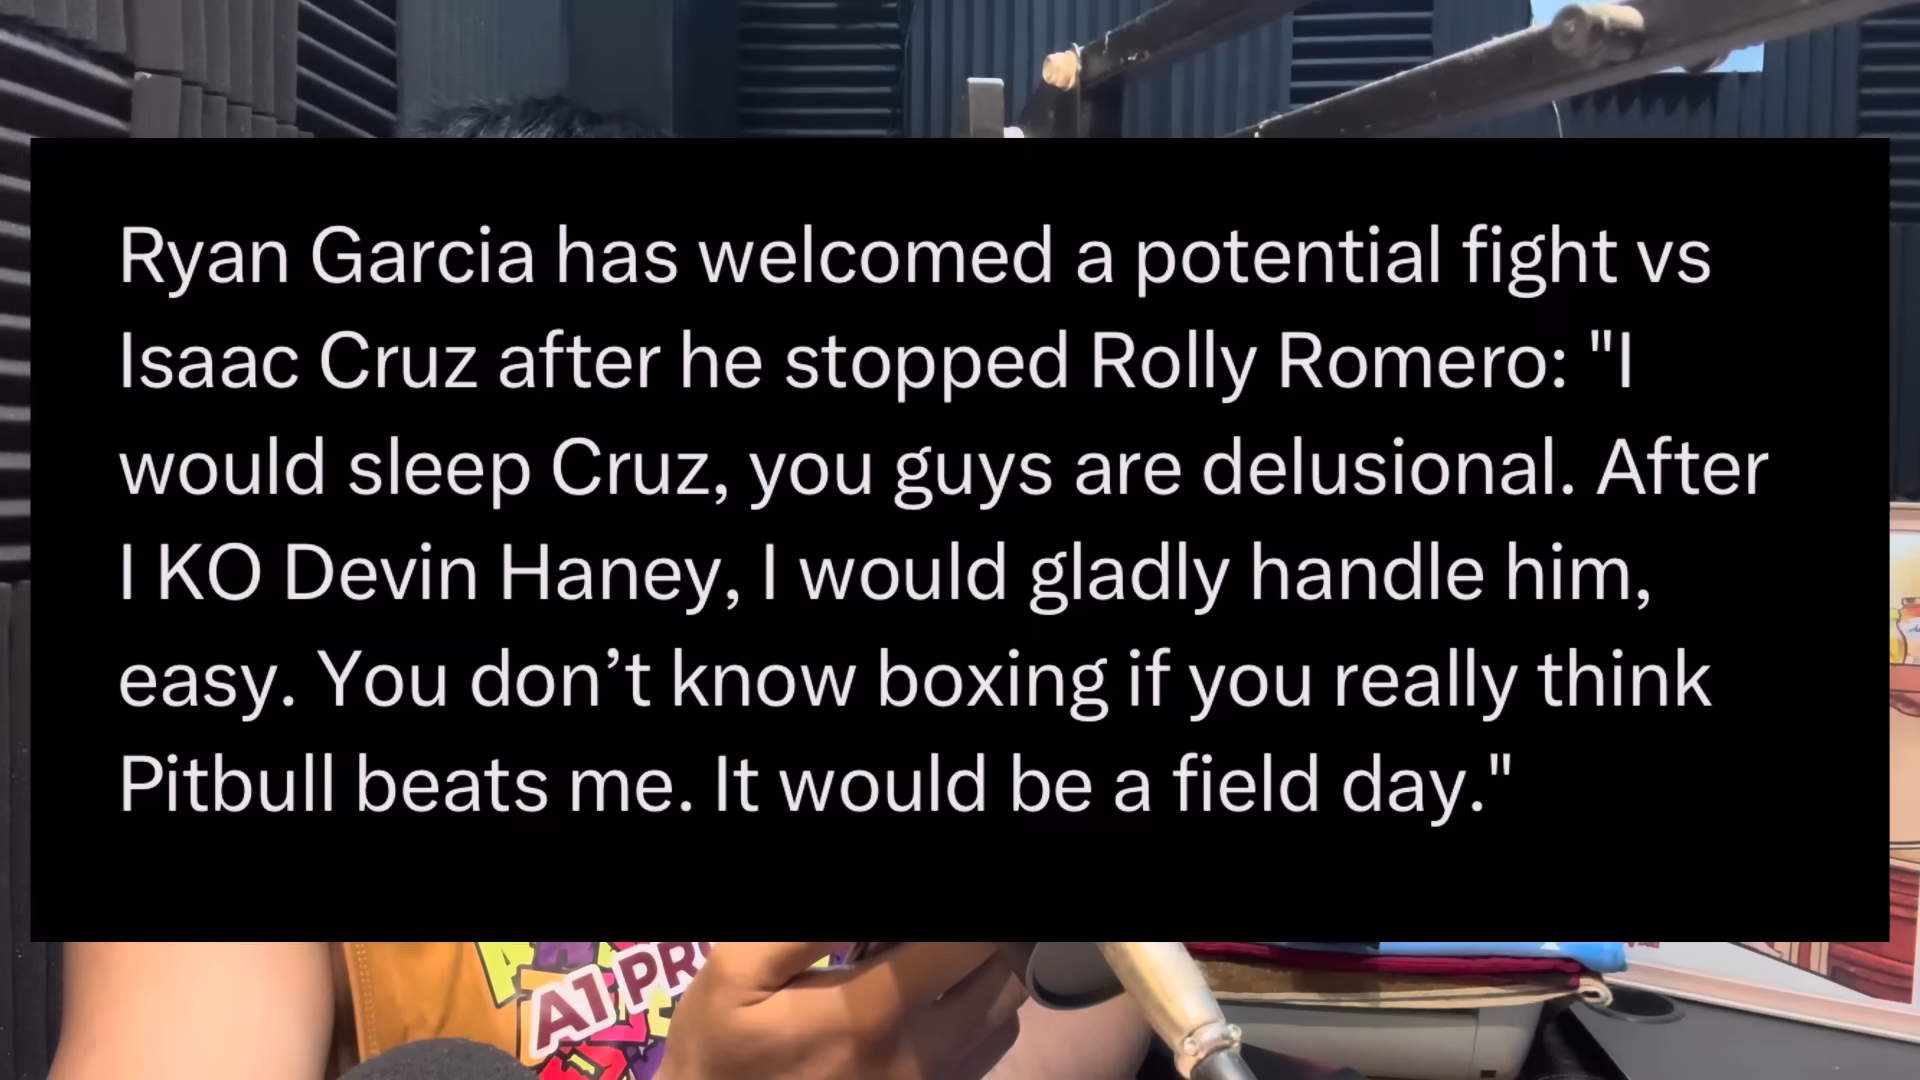 Ryan Garcia has welcomed a potential fight vs
Isaac Cruz after he stopped Rolly Romero: "I
would sleep Cruz, you guys are delusional. After
I KO Devin Haney, I would gladly handle him,
easy. You don’t know boxing if you really think
Pitbull beats me. It would be a field day."
A1 PR